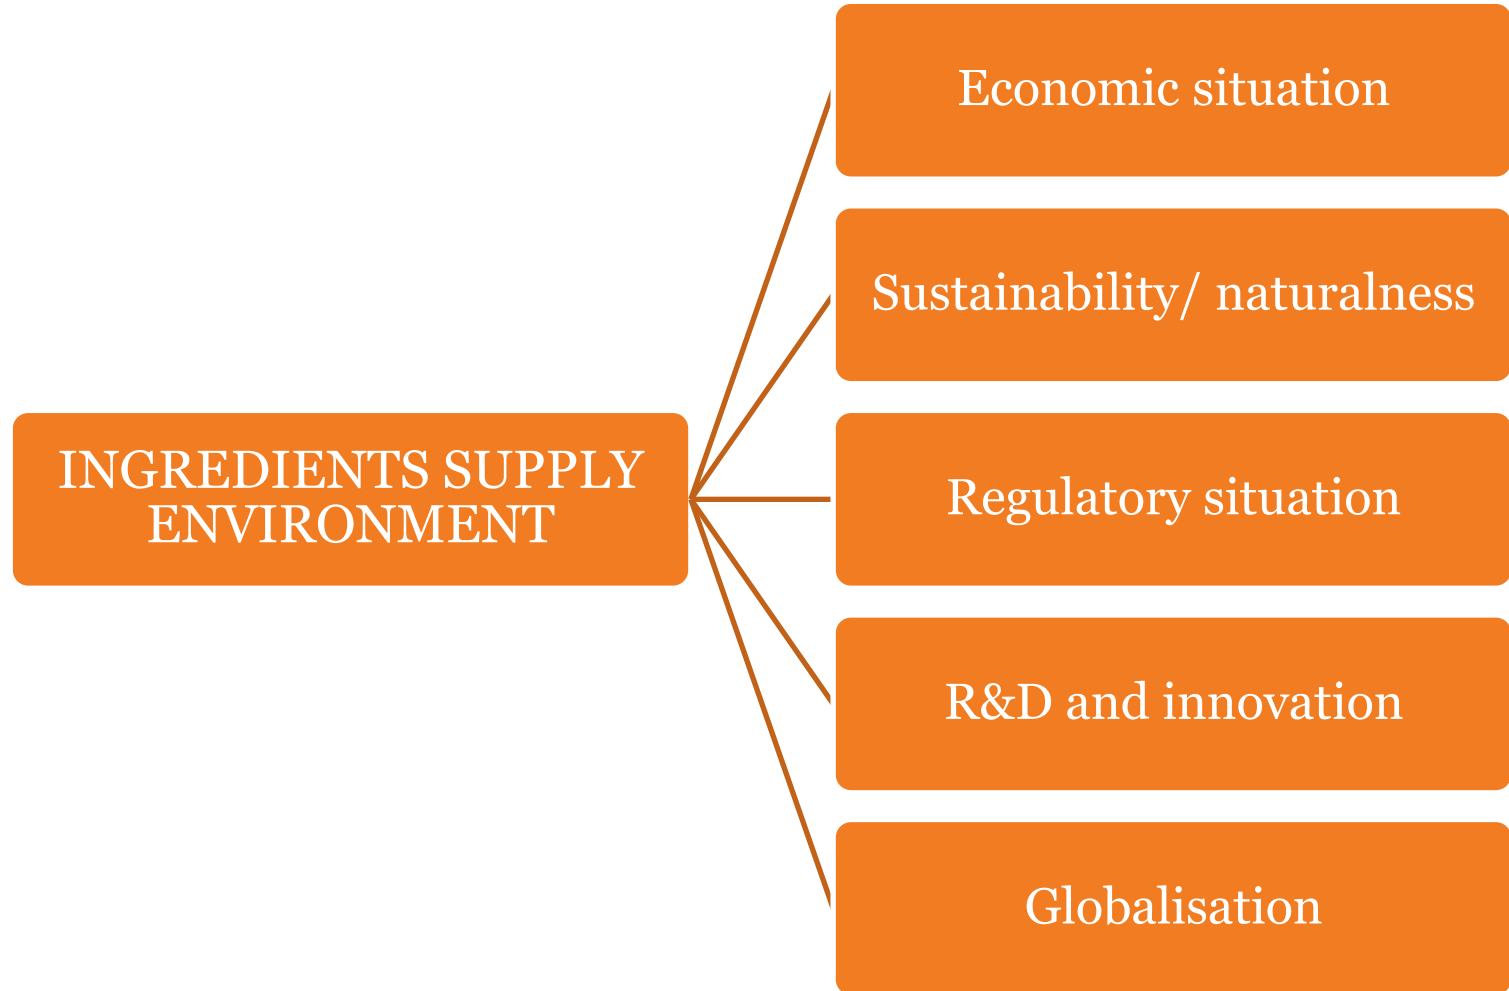 Economic situation
Sustainability/ naturalness
INGREDIENTS SUPPLY
ENVIRONMENT
Regulatory situation
R&D and innovation
Globalisation